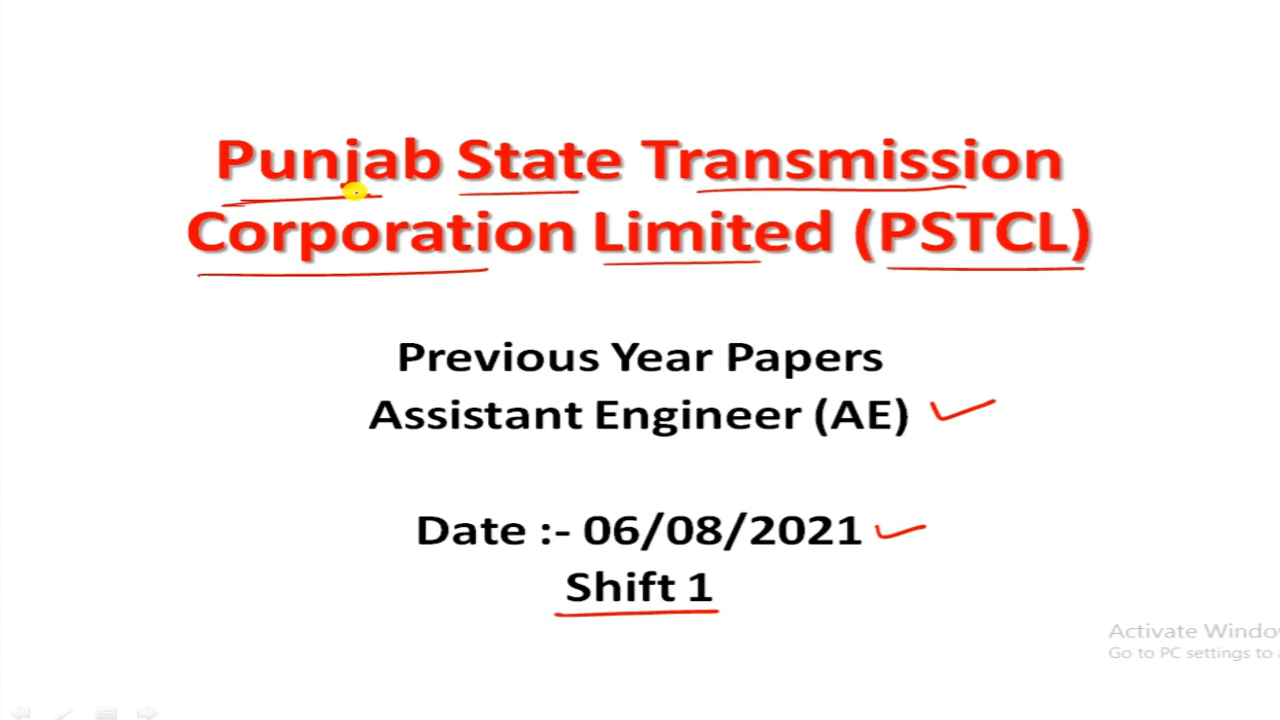 Punjab State Transmission
Corporation Limited (PSTCL)
Previous Year Papers
Assistant Engineer (AE)
Date :- 06/08/2021
Shift 1
Activate Windo
Go to PC settings to